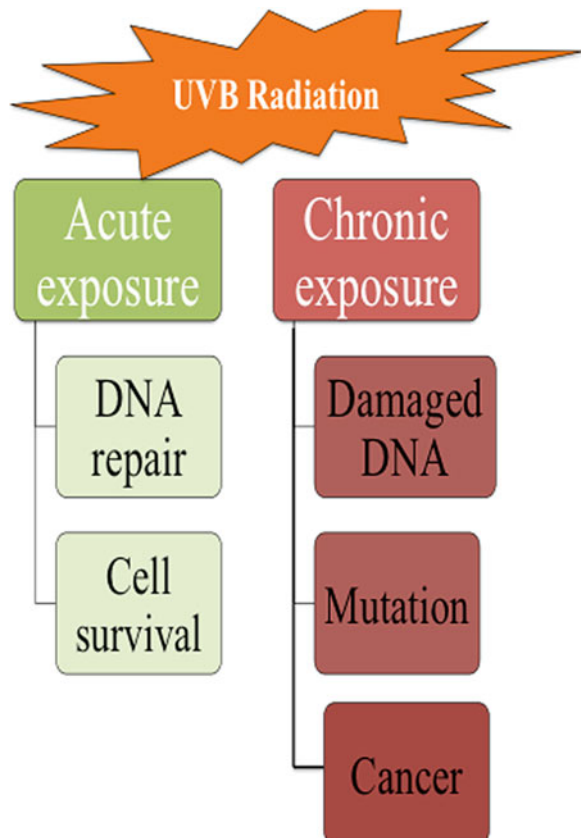 UVB Radiation
Acute
exposure
DNA
repair
Cell
survival
Chronic
exposure
Damaged
DNA
Mutation
Cancer